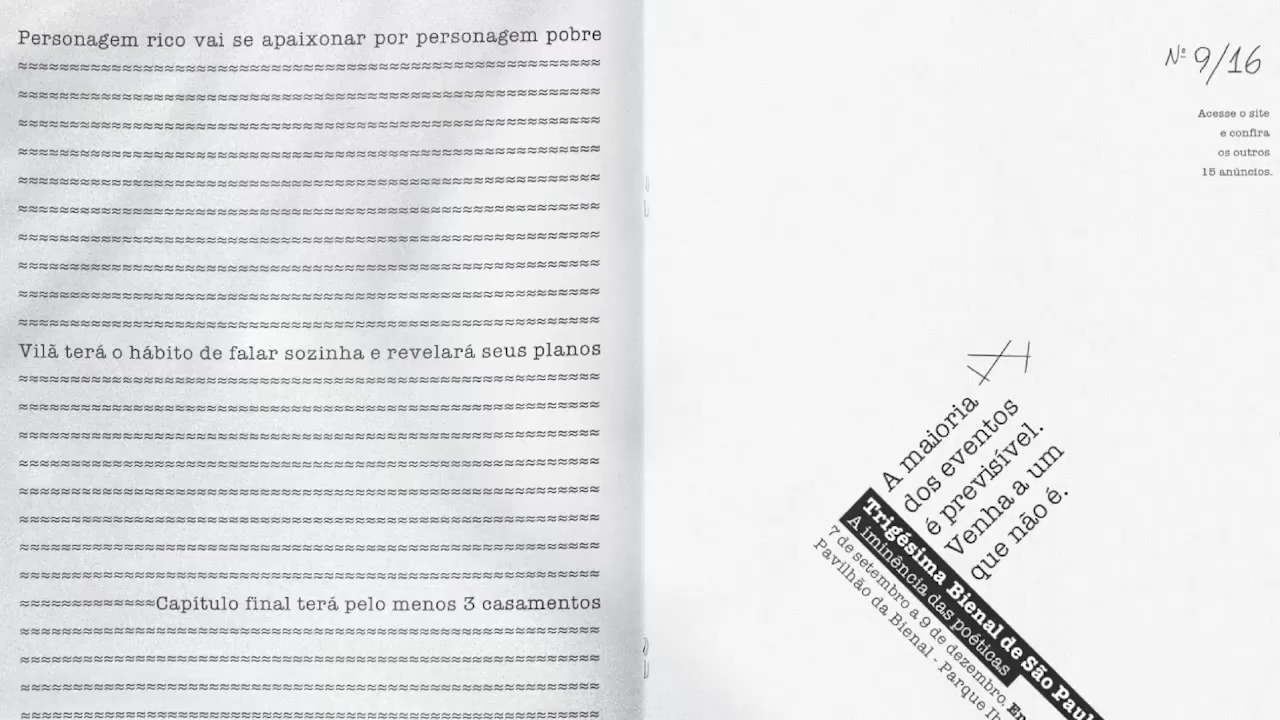 Personagem rico vai se apaixonar por personagem pobre
Vilã terá o hábito de falar sozinha e revelará seus planos
Capítulo final terá pelo menos 3 casamentos
Nº 9/16
Acesse o site
e confira
os outros
15 anúncios.
A maioria
dos eventos
é previsível.
Venha a um
que não é.
Trigésima Bienal de São Paul
A iminência das poéticas
7 de setembro a 9 de dezembro. En
Pavilhão da Bienal - Parque Ib